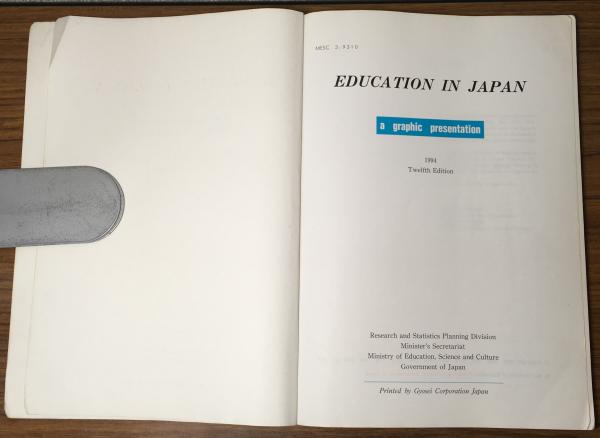 MESC 3-9310
EDUCATION IN JAPAN
a graphic presentation
1994
Twelfth Edition
Research and Statistics Planning Division
Minister's Secretariat
Ministry of Education, Science and Culture
Government of Japan
Printed by Gyosei Corporation Japan